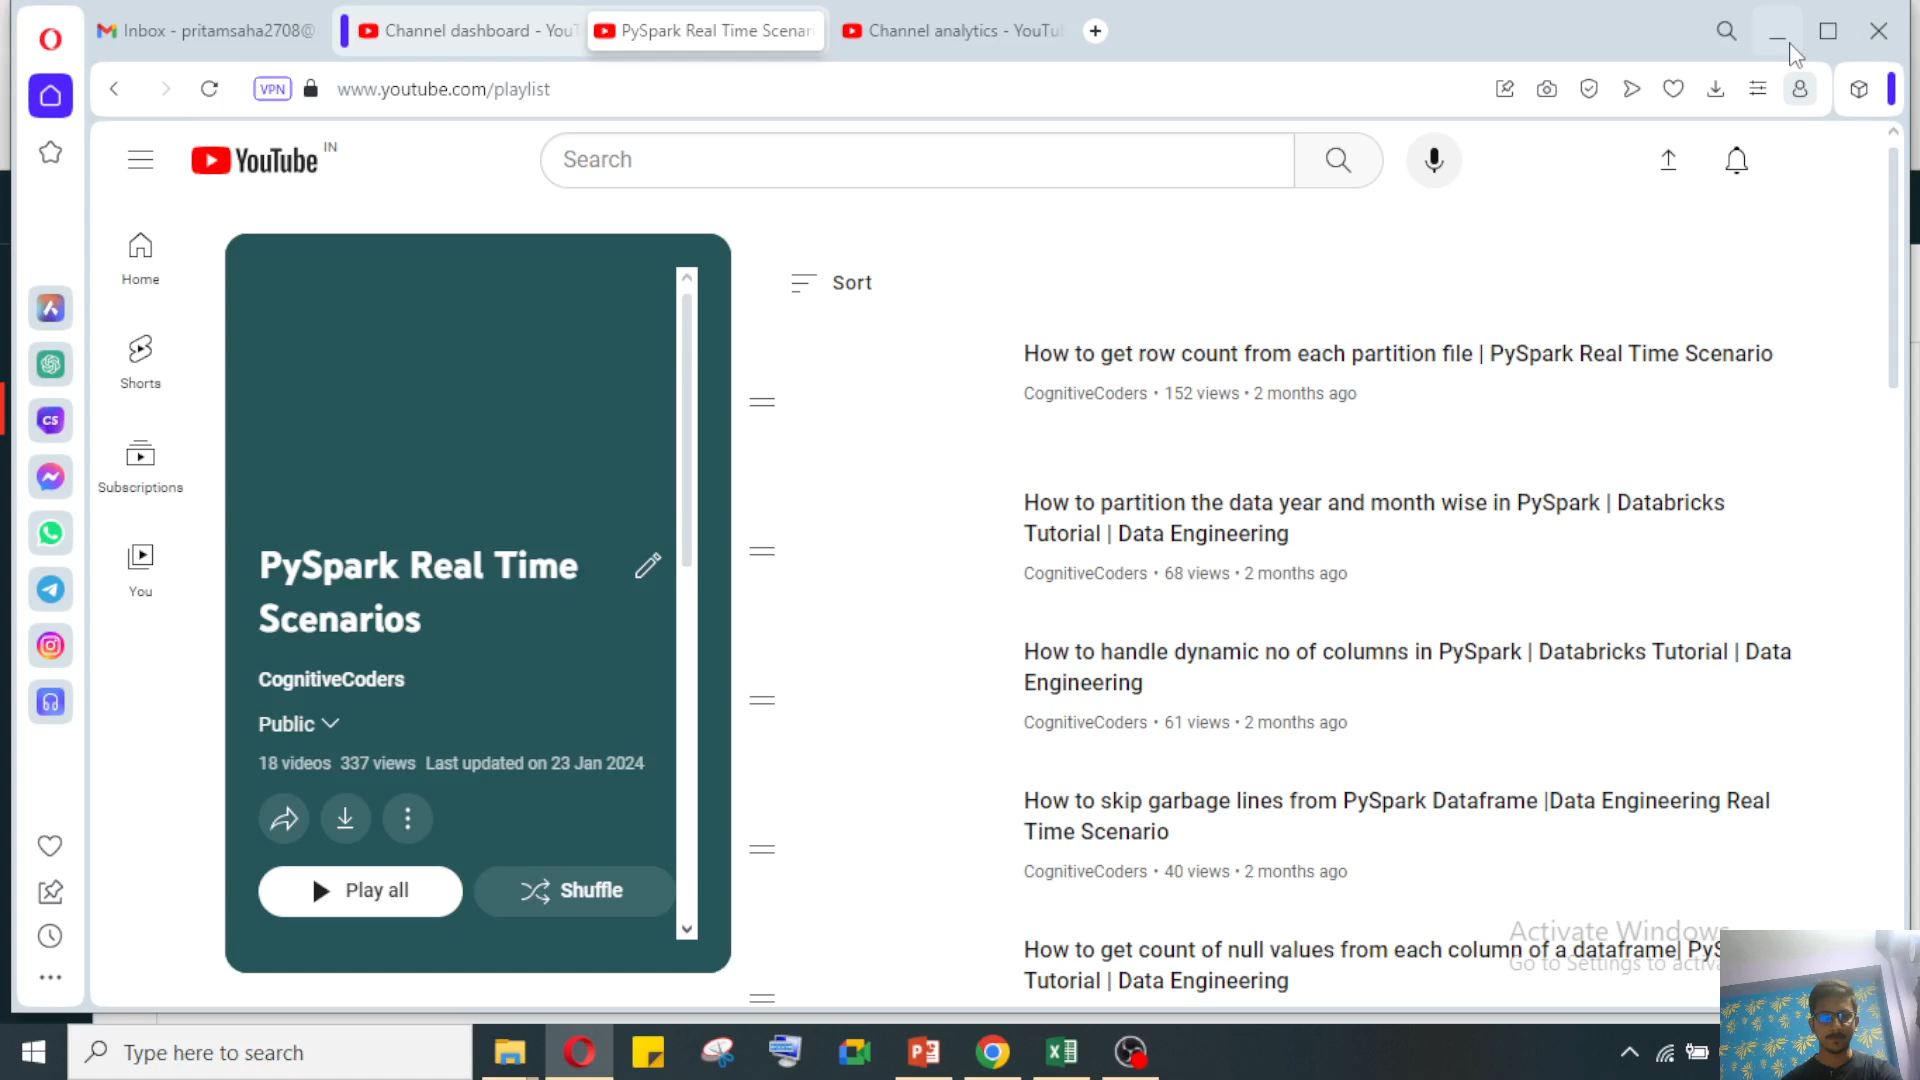 Inbox - pritamsaha2708@
Channel dashboard - YouT
PySpark Real Time Scenari
Channel analytics - YouTu
VPN
www.youtube.com/playlist
YouTube IN
Search
Home
Shorts
Subscriptions
You
CS
PySpark Real Time
Scenarios
CognitiveCoders
Public
18 videos 337 views Last updated on 23 Jan 2024
Play all
Shuffle
Sort
How to get row count from each partition file | PySpark Real Time Scenario
CognitiveCoders • 152 views • 2 months ago
How to partition the data year and month wise in PySpark | Databricks
Tutorial | Data Engineering
CognitiveCoders • 68 views • 2 months ago
How to handle dynamic no of columns in PySpark | Databricks Tutorial | Data
Engineering
CognitiveCoders • 61 views • 2 months ago
How to skip garbage lines from PySpark Dataframe |Data Engineering Real
Time Scenario
CognitiveCoders • 40 views • 2 months ago
How to get count of null values from each column of a dataframe| PyS
Tutorial | Data Engineering
Activate Windows
Go to Settings to activa
Type here to search